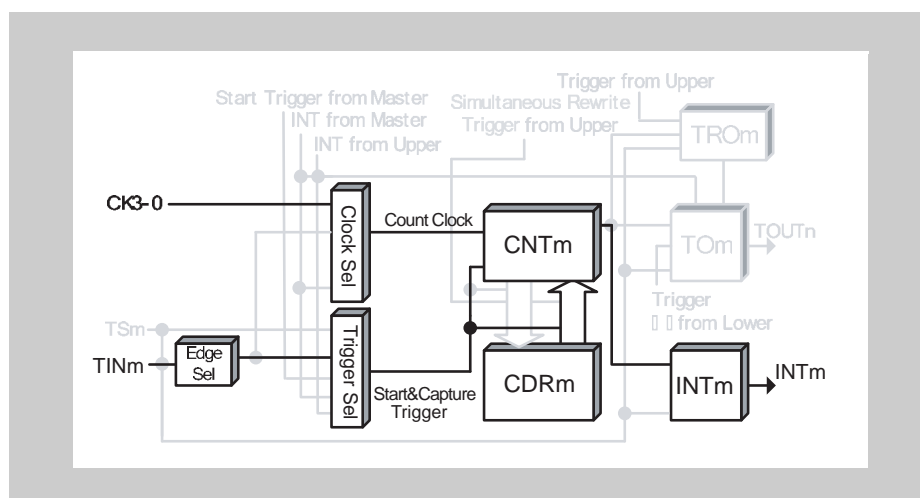 Trigger from Upper
Start Trigger from Master
INT from Master
INT from Upper
Simultaneous Rewrite
Trigger from Upper
TROm
CK3-0
Clock Sel
Count Clock
CNTm
TOm
TOUTn
Trigger
from Lower
TSm
TINm
Edge
Sel
Trigger Sel
Start&Capture
Trigger
CDRm
INTm
INTm